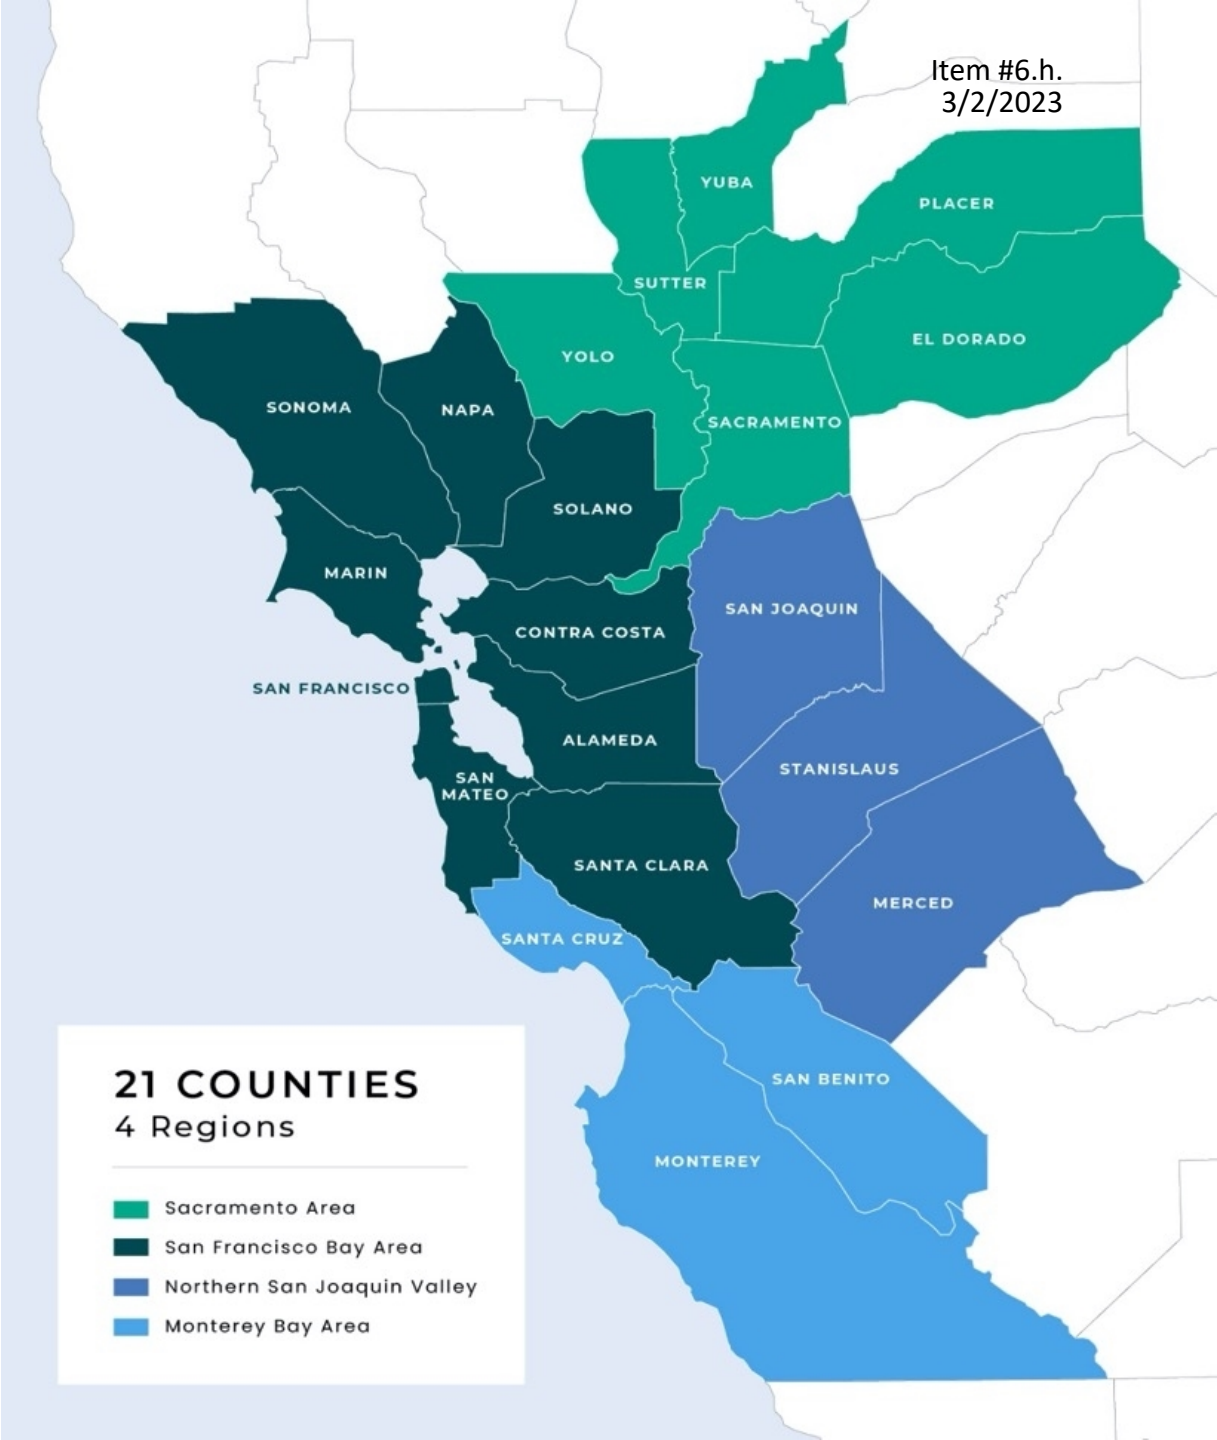 Item #6.h.
3/2/2023
YUBA
PLACER
SUTTER
EL DORADO
YOLO
SONOMA
NAPA
SACRAMENTO
SOLANO
MARIN
SAN JOAQUIN
CONTRA COSTA
SAN FRANCISCO
ALAMEDA
STANISLAUS
SAN
MATEO
SANTA CLARA
MERCED
SANTA CRUZ
SAN BENITO
MONTEREY
21 COUNTIES
4 Regions
Sacramento Area
San Francisco Bay Area
Northern San Joaquin Valley
Monterey Bay Area